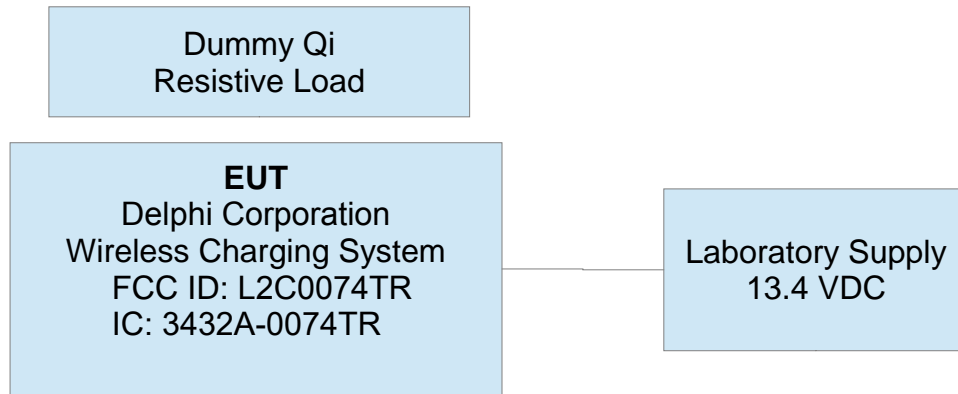 Dummy Qi
Resistive Load
EUT
Delphi Corporation
Wireless Charging System
FCC ID: L2C0074TR
IC: 3432A-0074TR
Laboratory Supply
13.4 VDC